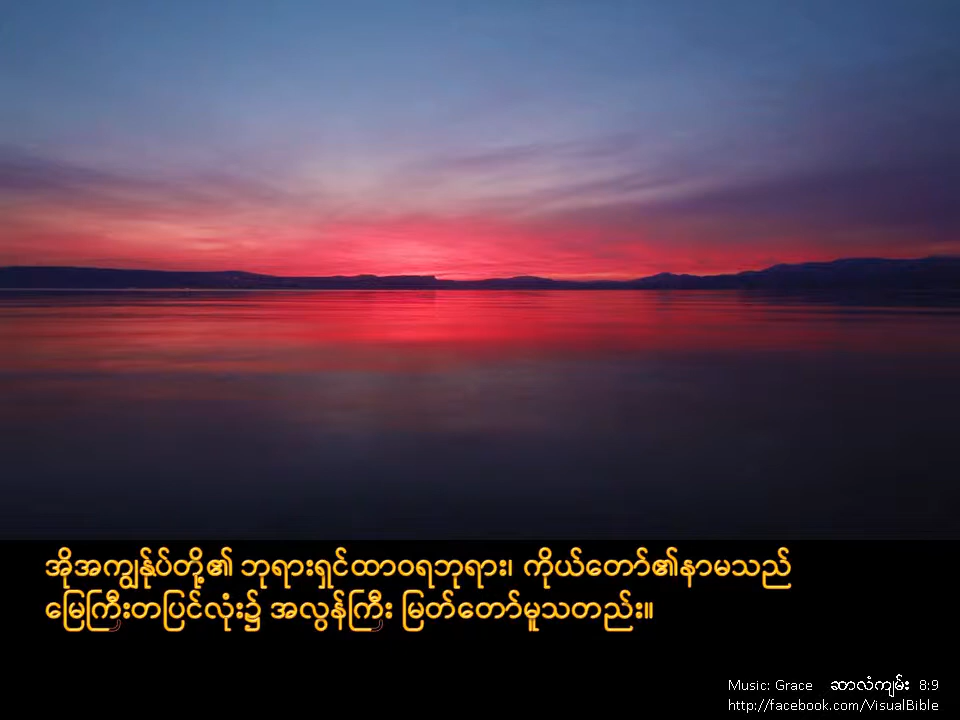 အိုအကျွန်ုပ်တို့၏ ဘုရားရှင်ထာဝရဘုရား၊ ကိုယ်တော်၏နာမသည်
မြေကြီးတပြင်လုံး၌ အလွန်ကြီး မြတ်တော်မူသတည်း။
Music: Grace ဆာလံကျမ်း 8:9
http://facebook.com/VisualBible